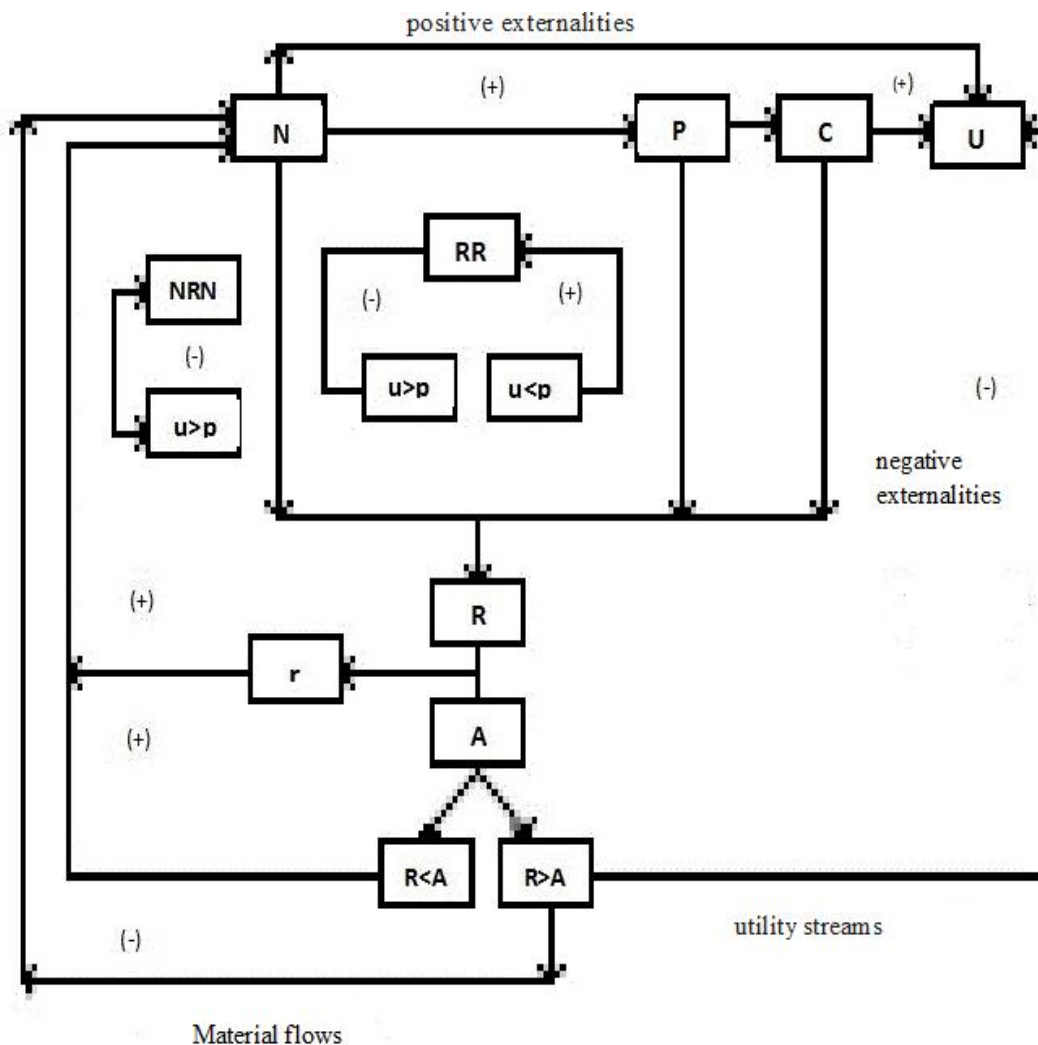 positive externalities
(+)
(+)
N
P
C
U
RR
NRN
(-)
(+)
(-)
u>p
u<p
(-)
u>p
negative
externalities
R
(+)
r
(+)
A
R<A
R>A
utility streams
(-)
Material flows